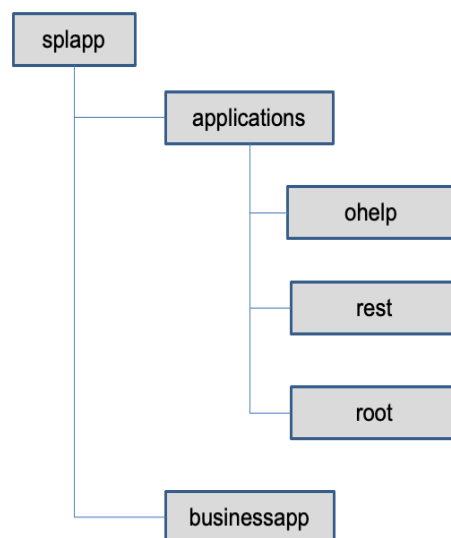 splapp
applications
ohelp
rest
root
businessapp